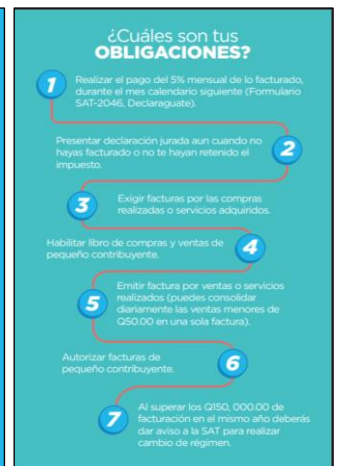 ¿Cuáles son tus
OBLIGACIONES?
1
Realizar el pago del 5% mensual de lo facturado,
durante el mes calendario siguiente (Formulario
SAT-2046, Declaraguate).
Presentar declaración jurada aun cuando no
hayas facturado o no te hayan retenido el
impuesto.
2
3
Exigir facturas por las compras
realizadas o servicios adquiridos.
Habilitar libro de compras y ventas de
pequeño contribuyente.
4
5
Emitir factura por ventas o servicios
realizados (puedes consolidar
diariamente las ventas menores de
Q50.00 en una sola factura).
Autorizar facturas de
pequeño contribuyente.
6
7
Al superar los Q150, 000.00 de
facturación en el mismo año deberás
dar aviso a la SAT para realizar
cambio de régimen.